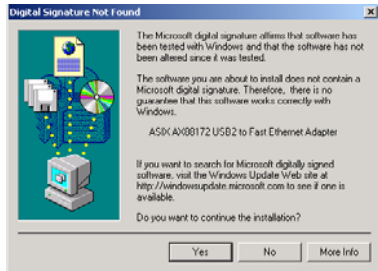 Digital Signature Not Found
The Microsoft digital signature affirms that software has
been tested with Windows and that the software has not
been altered since it was tested.
The software you are about to install does not contain a
Microsoft digital signature. Therefore, there is no
guarantee that this software works correctly with
Windows.
ASIX AX88172 USB2 to Fast Ethernet Adapter
If you want to search for Microsoft digitally signed
software, visit the Windows Update Web site at
http://windowsupdate.microsoft.com to see if one is
available.
Do you want to continue the installation?
Yes No More Info